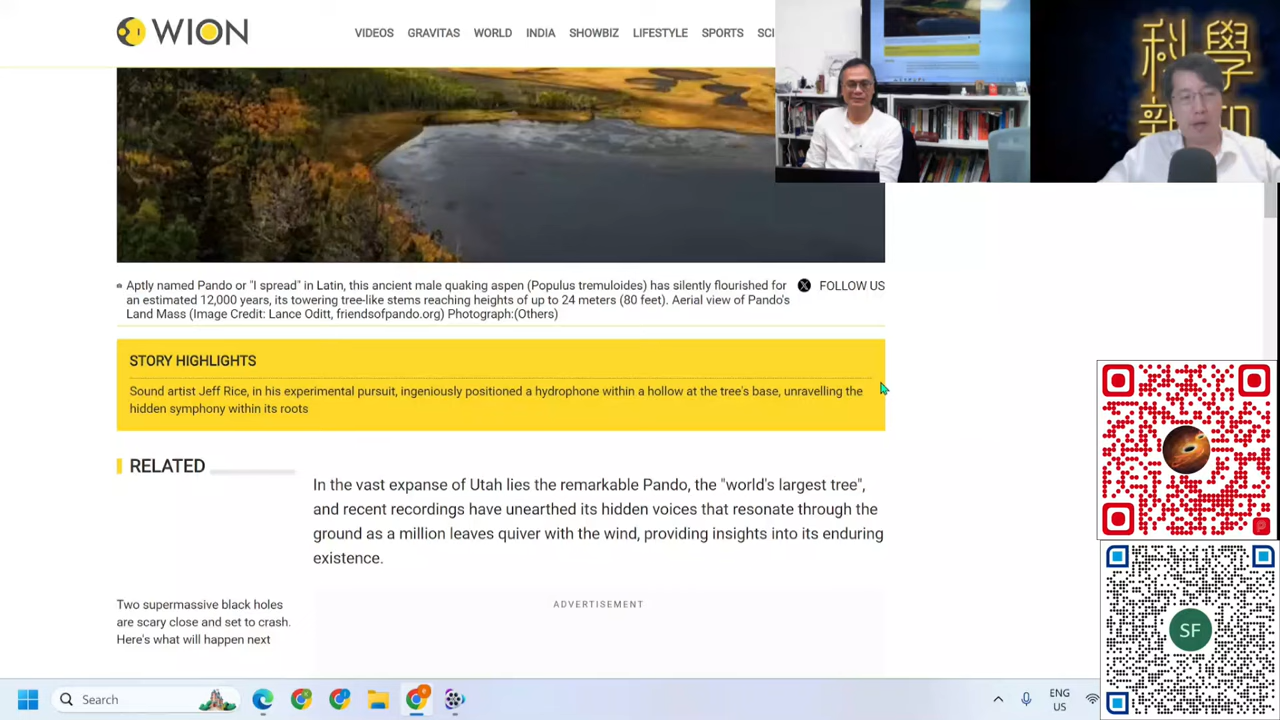 WION
VIDEOS GRAVITAS WORLD INDIA SHOWBIZ LIFESTYLE SPORTS SCI
科學
新知
Aptly named Pando or "I spread" in Latin, this ancient male quaking aspen (Populus tremuloides) has silently flourished for
an estimated 12,000 years, its towering tree-like stems reaching heights of up to 24 meters (80 feet). Aerial view of Pando's
Land Mass (Image Credit: Lance Oditt, friendsofpando.org) Photograph:(Others)
FOLLOW US
STORY HIGHLIGHTS
Sound artist Jeff Rice, in his experimental pursuit, ingeniously positioned a hydrophone within a hollow at the tree's base, unravelling the
hidden symphony within its roots
RELATED
In the vast expanse of Utah lies the remarkable Pando, the "world's largest tree",
and recent recordings have unearthed its hidden voices that resonate through the
ground as a million leaves quiver with the wind, providing insights into its enduring
existence.
ADVERTISEMENT
Two supermassive black holes
are scary close and set to crash.
Here's what will happen next
SF
Search
ENG
US